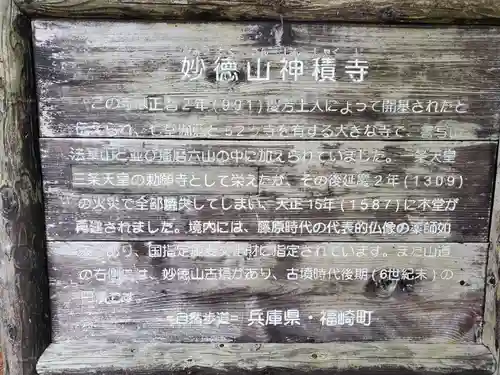 妙徳山神積寺
この寺は正暦2年(991)慶芳上人によって開基されたと
伝えられ、七堂伽藍と52ヶ寺を有する大きな寺で、書写山
法華山と並び播磨六山の中に加えられていました。一条天皇
三条天皇の勅願寺として栄えたが、その後延慶2年(1309)
の火災で全部焼失してしまい、天正15年(1587)に本堂が
再建されました。境内には、藤原時代の代表的仏像の薬師如
来があり、国指定重要文化財に指定されています。また山道
の右側には、妙徳山古墳があり、古墳時代後期(6世紀末)の
円墳です。
=自然歩道= 兵庫県・福崎町